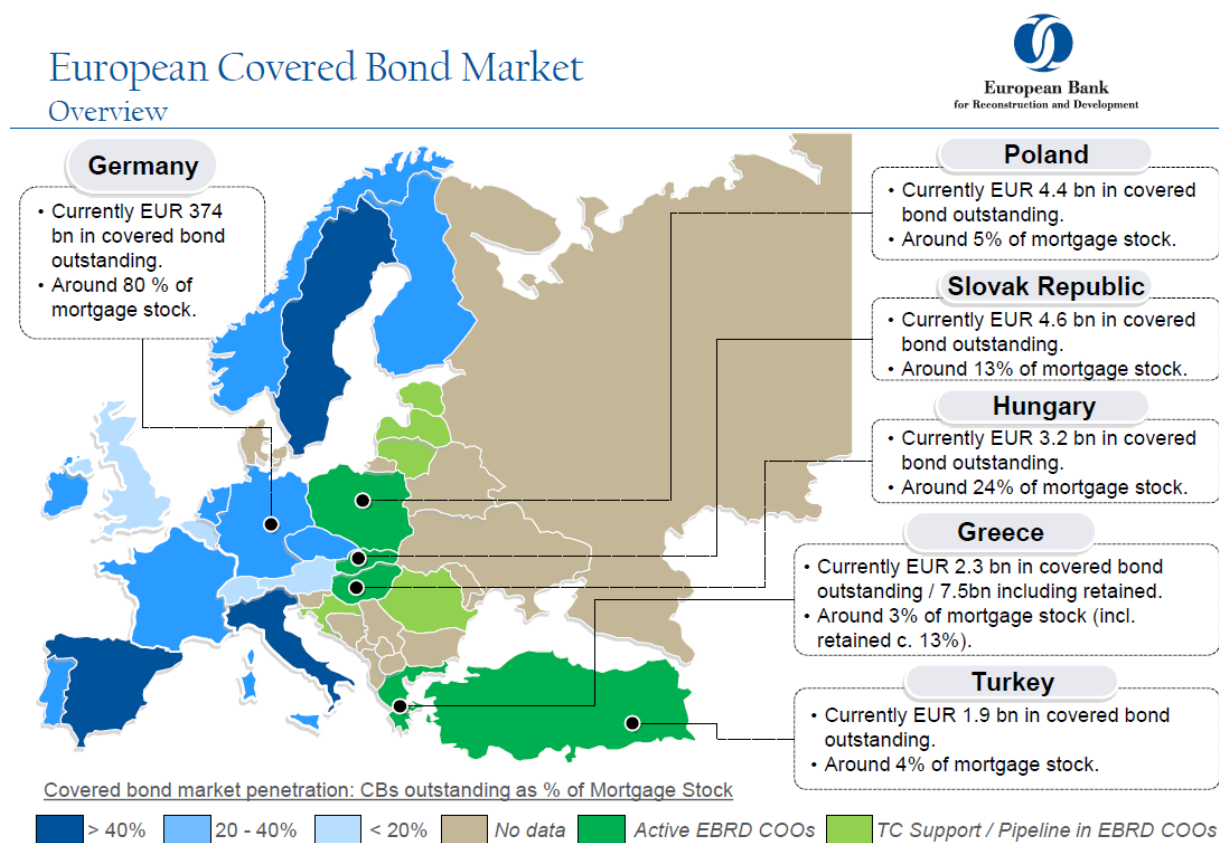 European Covered Bond Market
Overview
European Bank
for Reconstruction and Development
Germany
• Currently EUR 374
bn in covered bond
outstanding.
• Around 80 % of
mortgage stock.
Poland
• Currently EUR 4.4 bn in covered
bond outstanding.
• Around 5% of mortgage stock.
Slovak Republic
• Currently EUR 4.6 bn in covered
bond outstanding.
• Around 13% of mortgage stock.
Hungary
• Currently EUR 3.2 bn in covered
bond outstanding.
• Around 24% of mortgage stock.
Greece
• Currently EUR 2.3 bn in covered bond
outstanding / 7.5bn including retained.
• Around 3% of mortgage stock (incl.
retained c. 13%).
Turkey
• Currently EUR 1.9 bn in covered bond
outstanding.
• Around 4% of mortgage stock.
Covered bond market penetration: CBs outstanding as % of Mortgage Stock
> 40% 20 - 40% < 20% No data Active EBRD COOs TC Support / Pipeline in EBRD COOs